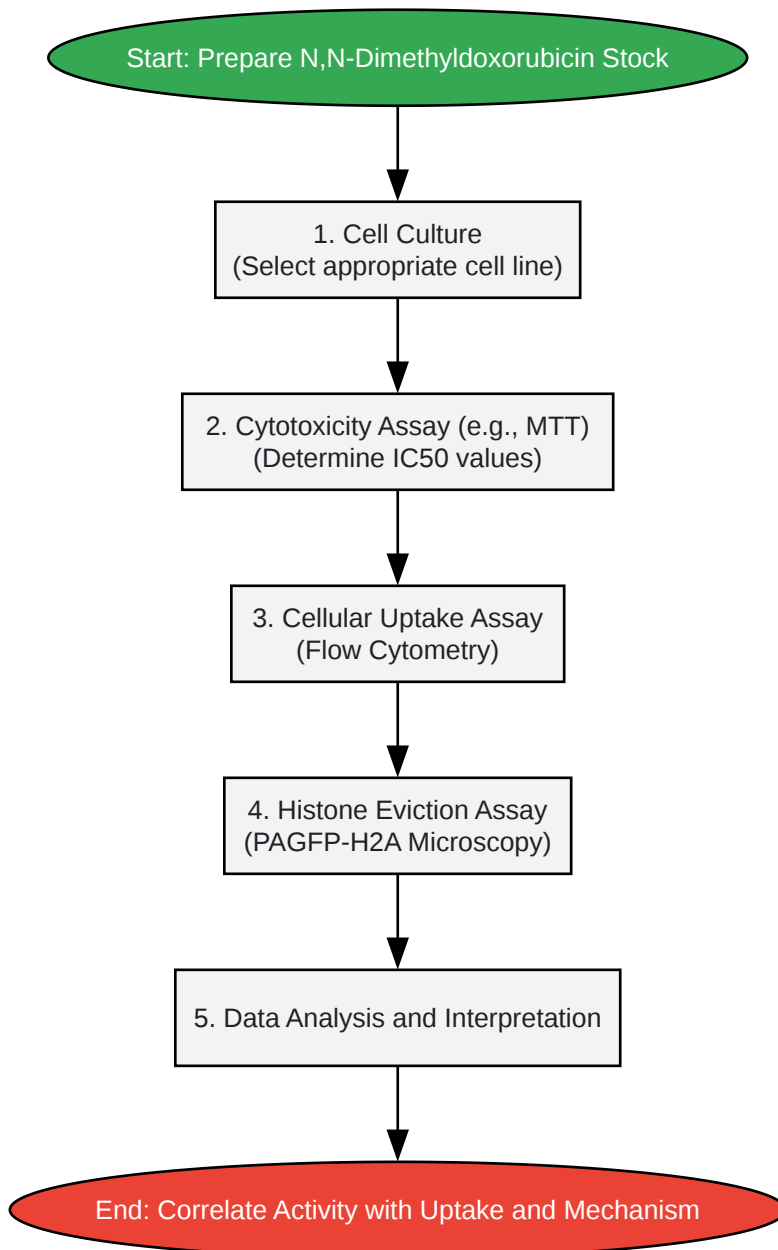 Start: Prepare N,N-Dimethyldoxorubicin Stock
1. Cell Culture
(Select appropriate cell line)
2. Cytotoxicity Assay (e.g., MTT)
(Determine IC50 values)
3. Cellular Uptake Assay
(Flow Cytometry)
4. Histone Eviction Assay
(PAGFP-H2A Microscopy)
5. Data Analysis and Interpretation
End: Correlate Activity with Uptake and Mechanism